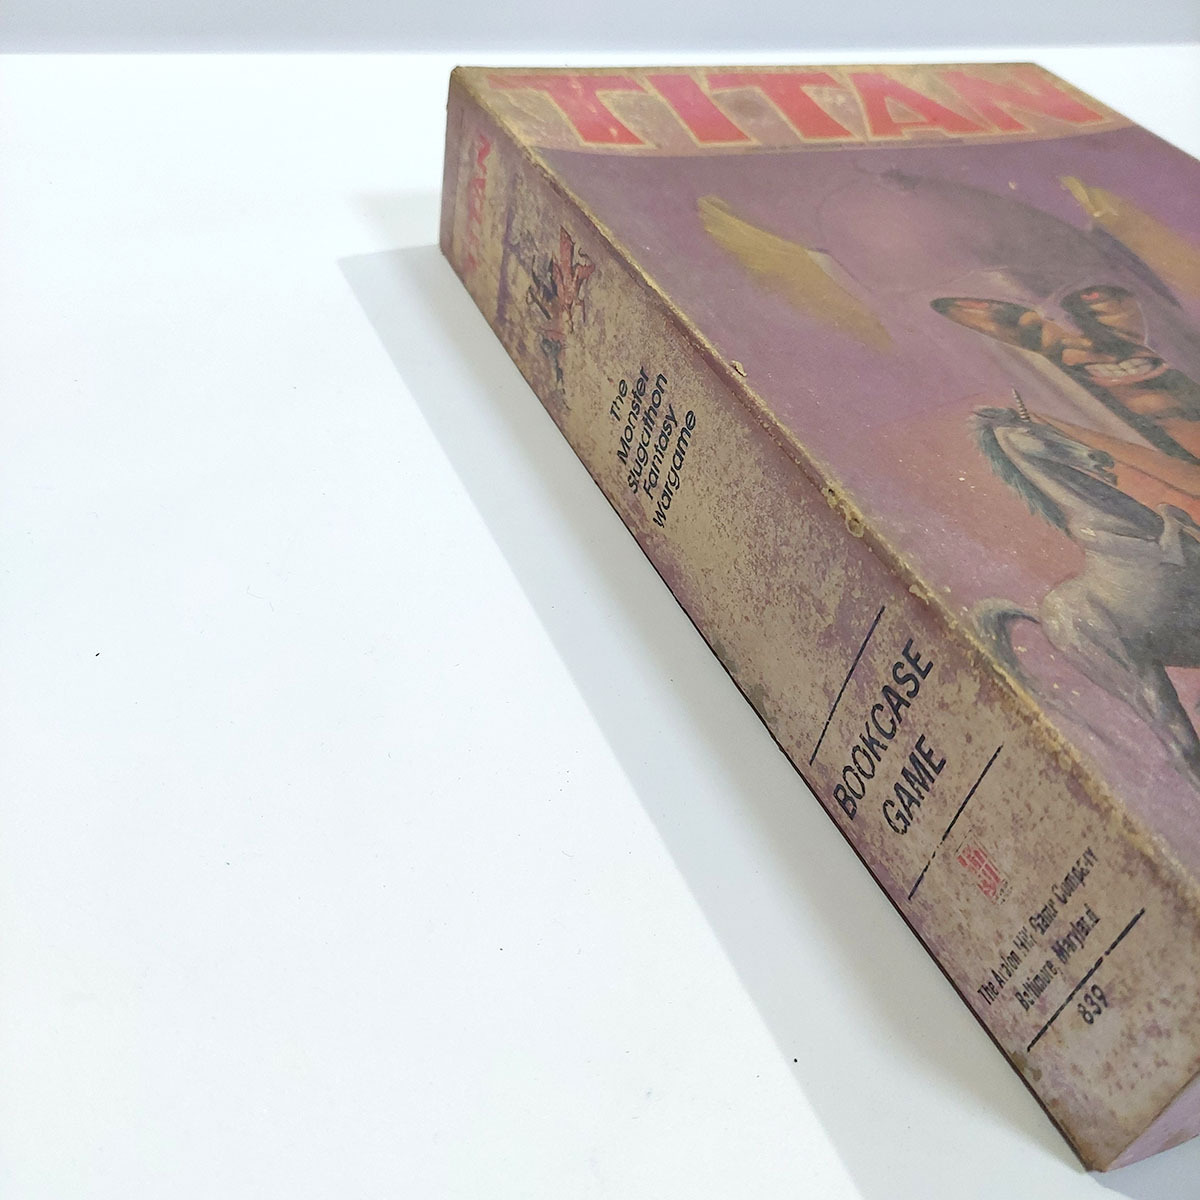 TITAN
TITAN
The
Monster
Slugathon
Fantasy
Wargame
BOOKCASE
GAME
The Avalon Hill Game Company
Baltimore, Maryland
839